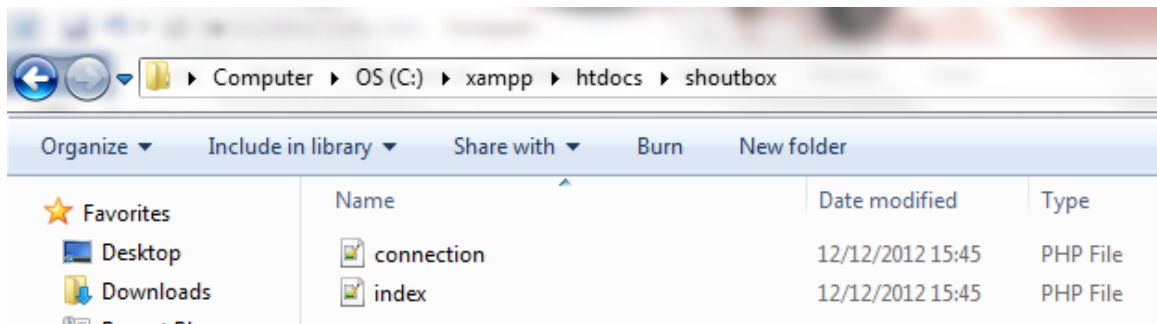 Computer OS (C:) xampp htdocs shoutbox
Organize Include in library Share with Burn New folder
Favorites
Desktop
Downloads
Name Date modified Type
connection 12/12/2012 15:45 PHP File
index 12/12/2012 15:45 PHP File